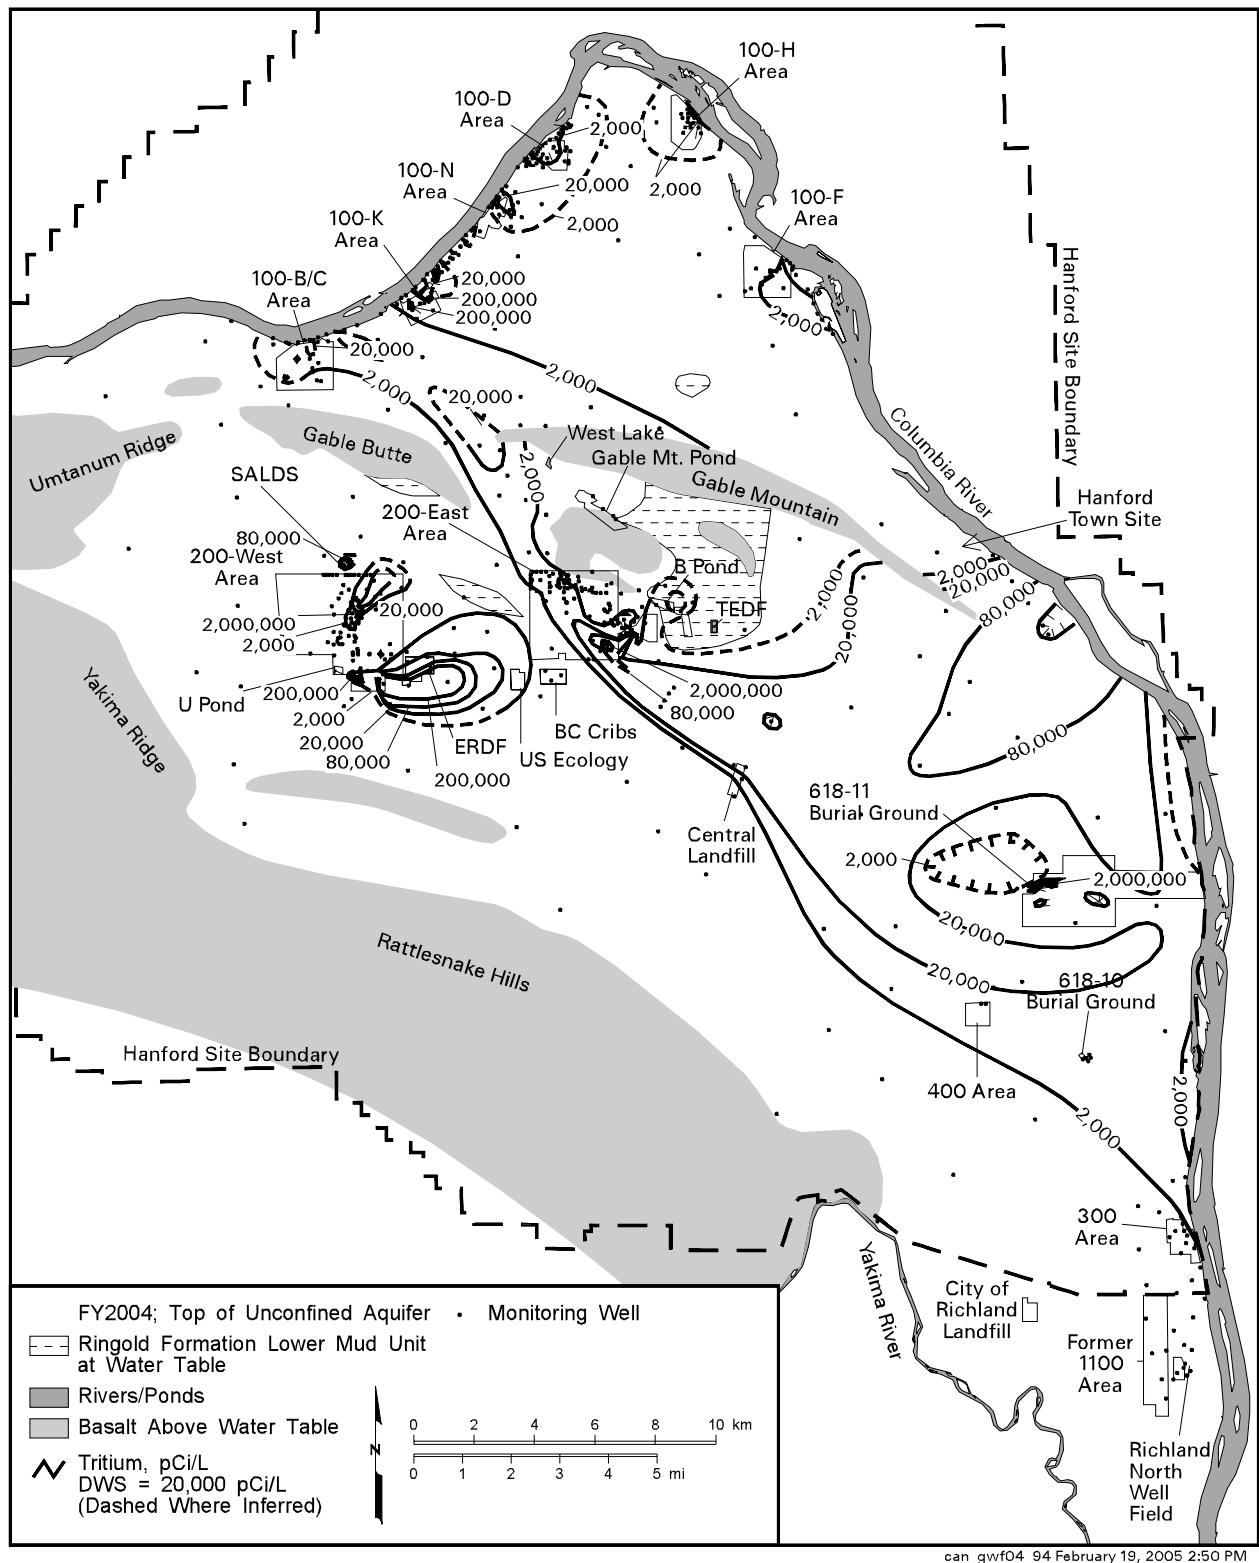 100-H
Area
100-D
Area
2,000
100-N
Area
20,000
2,000
2,000
100-F
Area
100-K
Area
Hanford Site Boundary
100-B/C
Area
20,000
200,000
200,000
2,000
20,000
2,000
2,000
20,000
Columbia River
West Lake
Gable Mt. Pond
Umtanum Ridge
Gable Butte
2,000
Gable Mountain
SALDS
200-East
Area
Hanford
Town Site
80,000
200-West
Area
B Pond
2,000
2,000
20,000
80,000
20,000
TEDF
2,000,000
2,000
20,000
Yakima Ridge
U Pond
200,000
2,000
20,000
80,000
ERDF
200,000
2,000,000
80,000
BC Cribs
US Ecology
80,000
618-11
Burial Ground
Central
Landfill
2,000
2,000,000
20,000
Rattlesnake Hills
20,000
618-10
Burial Ground
Hanford Site Boundary
400 Area
2,000
2,000
300
Area
Yakima River
City of
Richland
Landfill
Former
1100
Area
Richland
North
Well
Field
FY2004; Top of Unconfined Aquifer
Monitoring Well
Ringold Formation Lower Mud Unit
at Water Table
Rivers/Ponds
Basalt Above Water Table
Tritium, pCi/L
DWS = 20,000 pCi/L
(Dashed Where Inferred)
N
0 2 4 6 8 10 km
0 1 2 3 4 5 mi
can_gwf04_94 February 19, 2005 2:50 PM